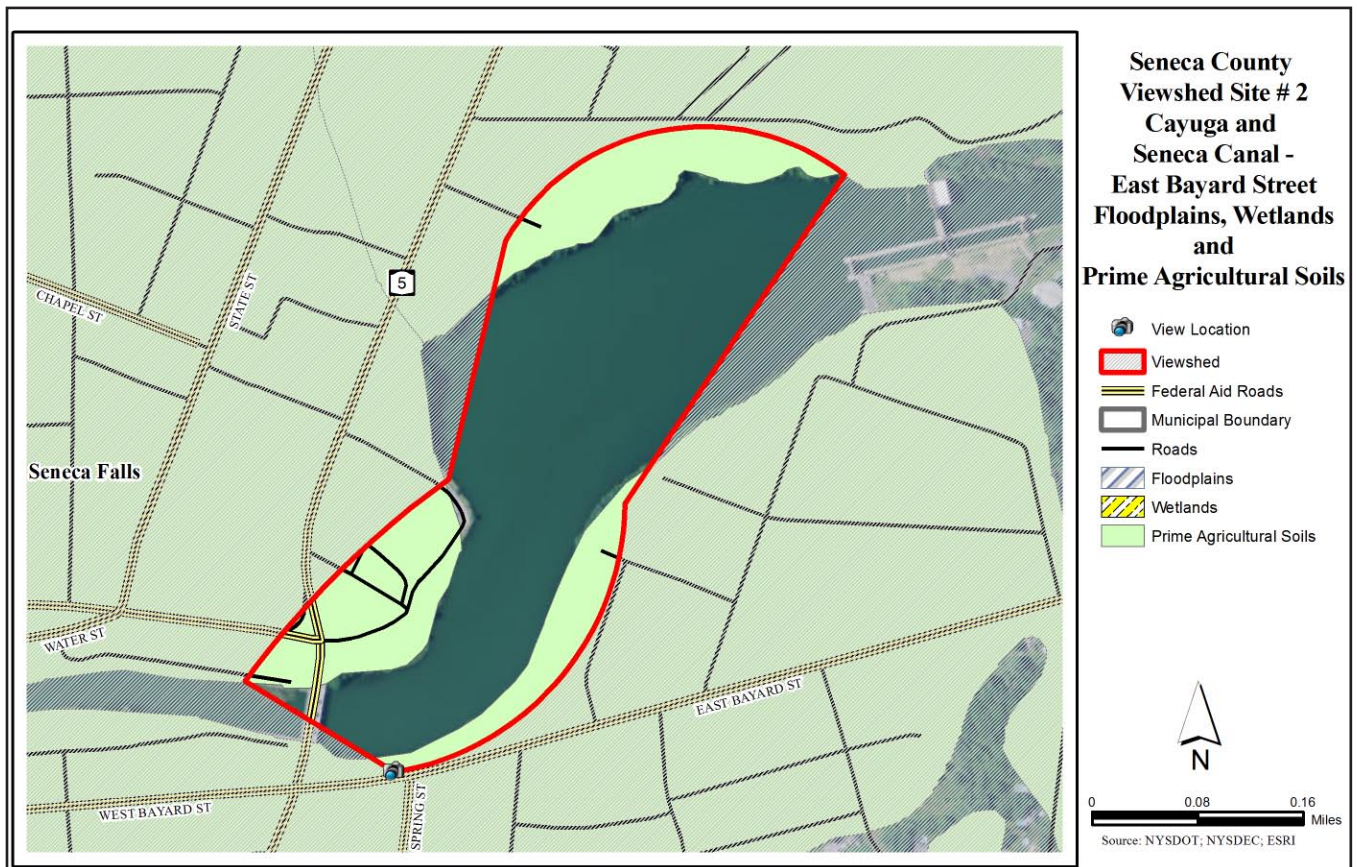 Seneca County
Viewshed Site # 2
Cayuga and
Seneca Canal -
East Bayard Street
Floodplains, Wetlands
and
Prime Agricultural Soils
View Location
Viewshed
Federal Aid Roads
Municipal Boundary
Roads
Floodplains
Wetlands
Prime Agricultural Soils
N
0 0.08 0.16
Miles
Source: NYSDOT; NYSDEC; ESRI
CHAPEL ST
STATE ST
5
Seneca Falls
WATER ST
EAST BAYARD ST
WEST BAYARD ST
SPRING ST